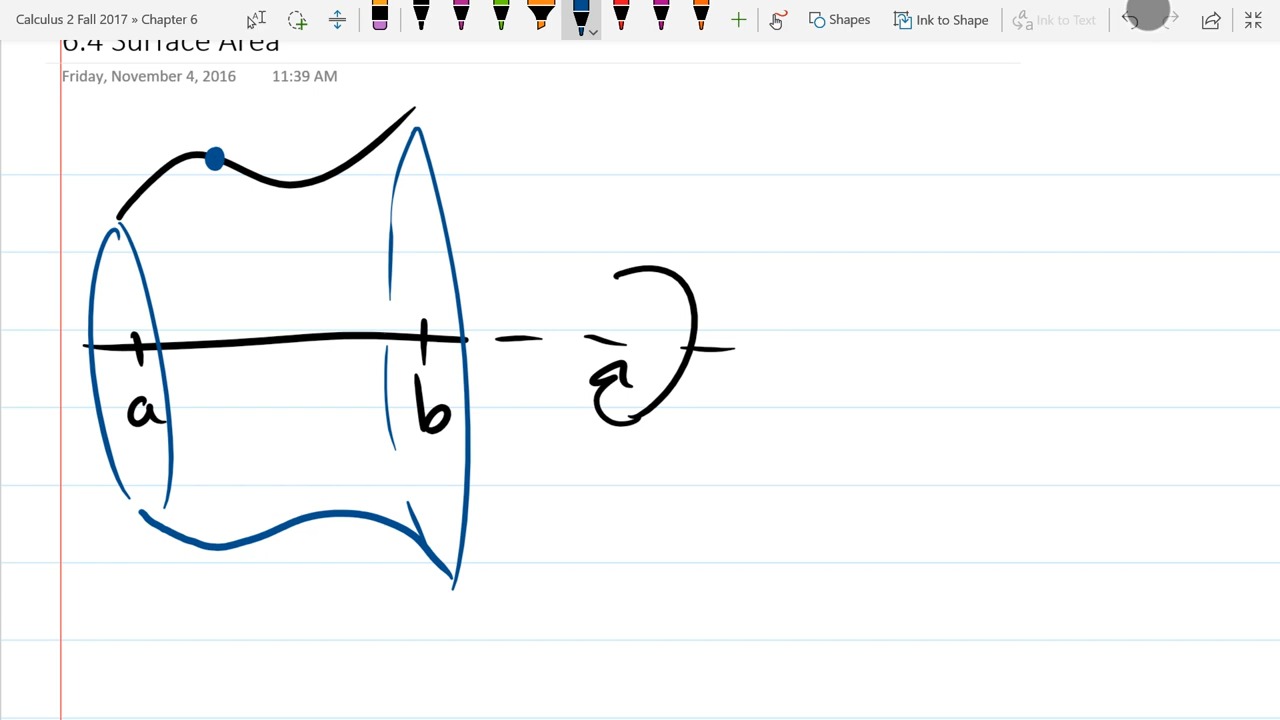 Calculus 2 Fall 2017 » Chapter 6
Shapes
Ink to Shape
Ink to Text
6.4 Surface Area
Friday, November 4, 2016 11:39 AM
a b